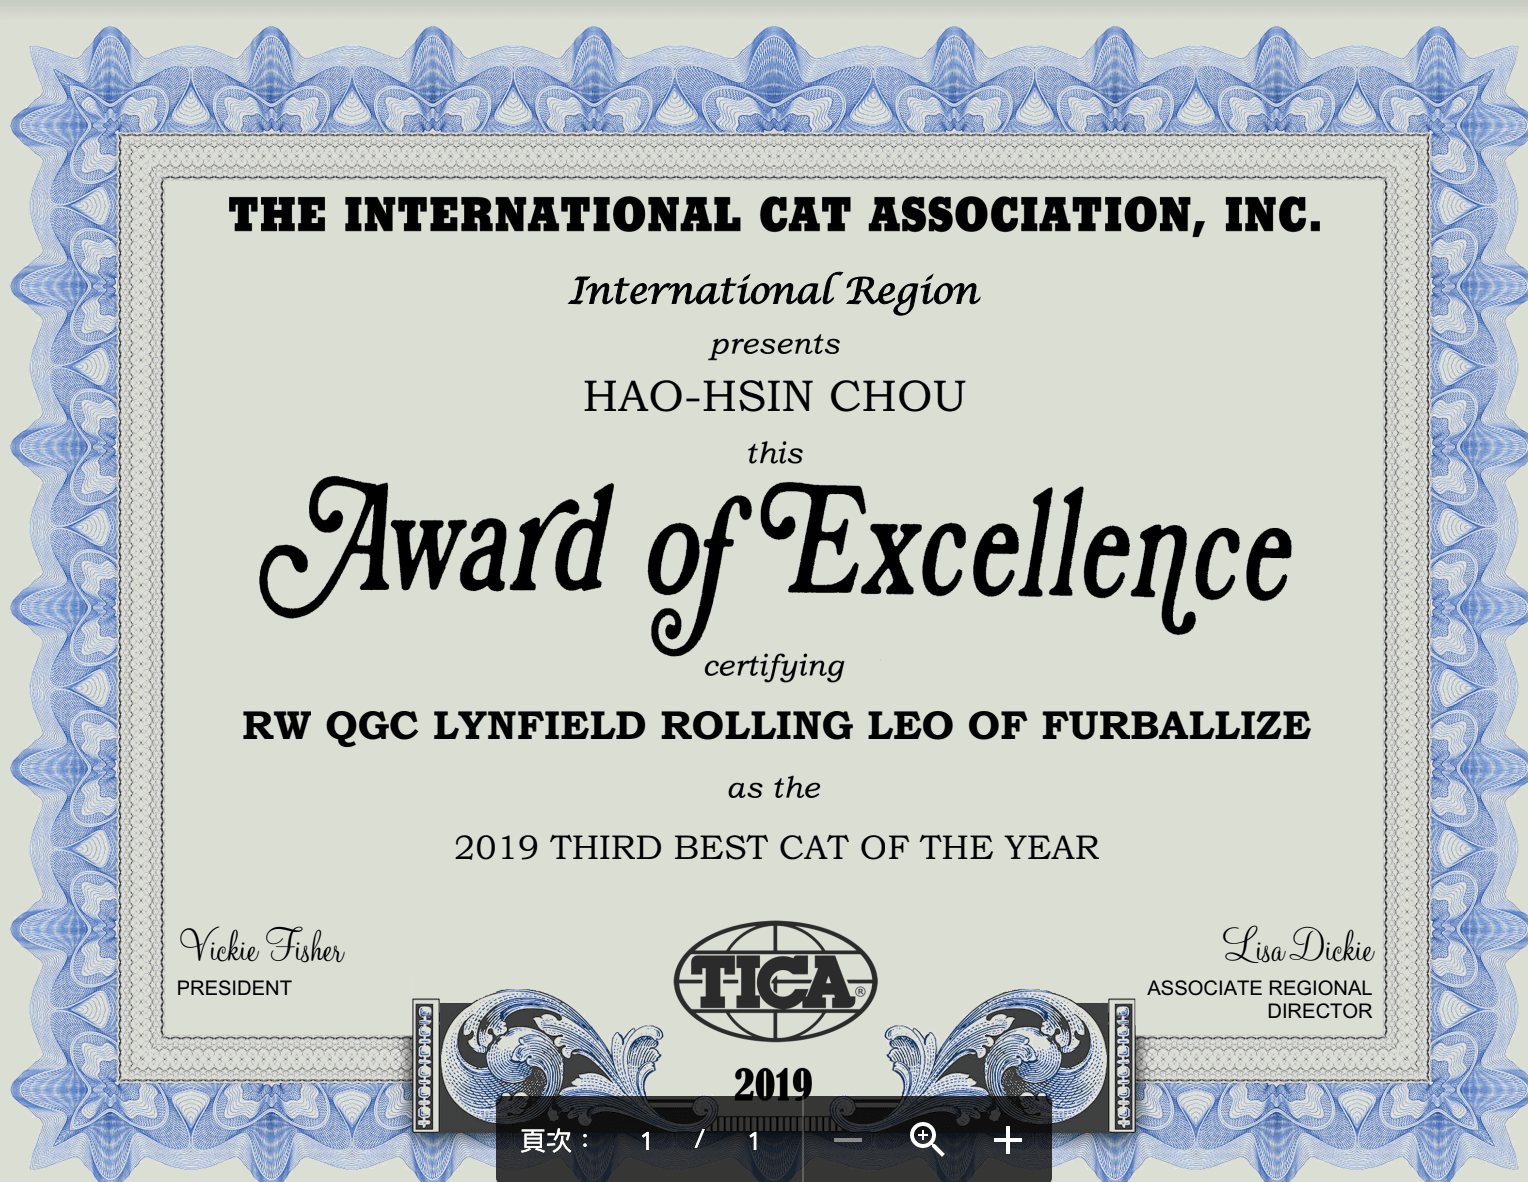 THE INTERNATIONAL CAT ASSOCIATION, INC.
International Region
presents
HAO-HSIN CHOU
this
Award of Excellence
certifying
RW QGC LYNFIELD ROLLING LEO OF FURBALLIZE
as the
2019 THIRD BEST CAT OF THE YEAR
Vickie Fisher
PRESIDENT
TICA®
Lisa Dickie
ASSOCIATE REGIONAL
DIRECTOR
2019
頁次： 1 / 1